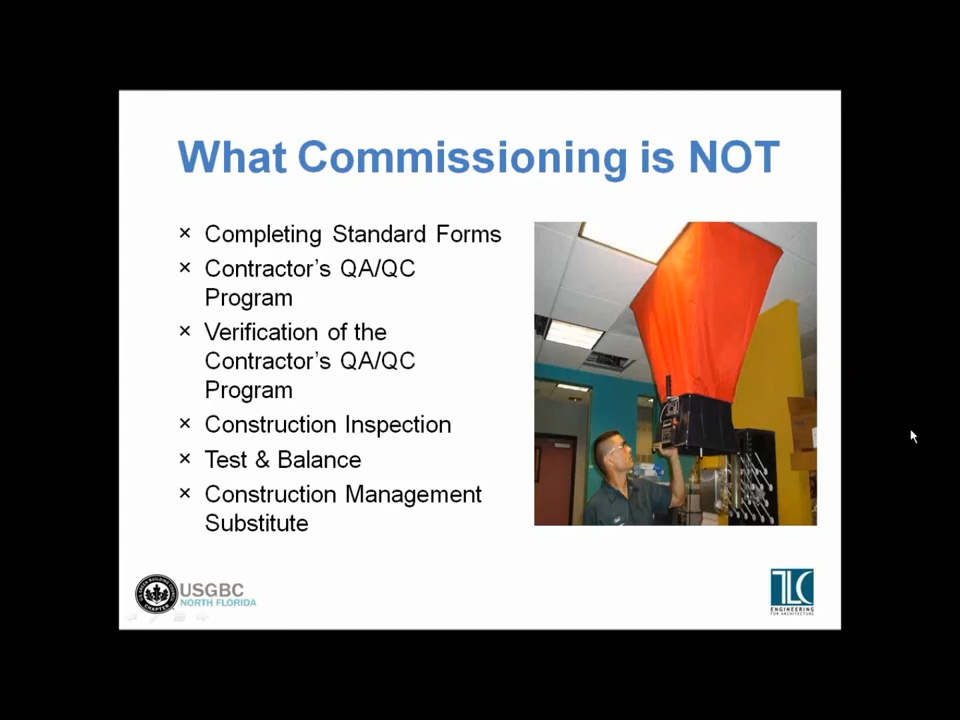 What Commissioning is NOT
× Completing Standard Forms
× Contractor's QA/QC
Program
× Verification of the
Contractor's QA/QC
Program
× Construction Inspection
× Test & Balance
× Construction Management
Substitute
USGBC
NORTH FLORIDA
CHAPTER
TLC
ENGINEERING
FOR ARCHITECTURE